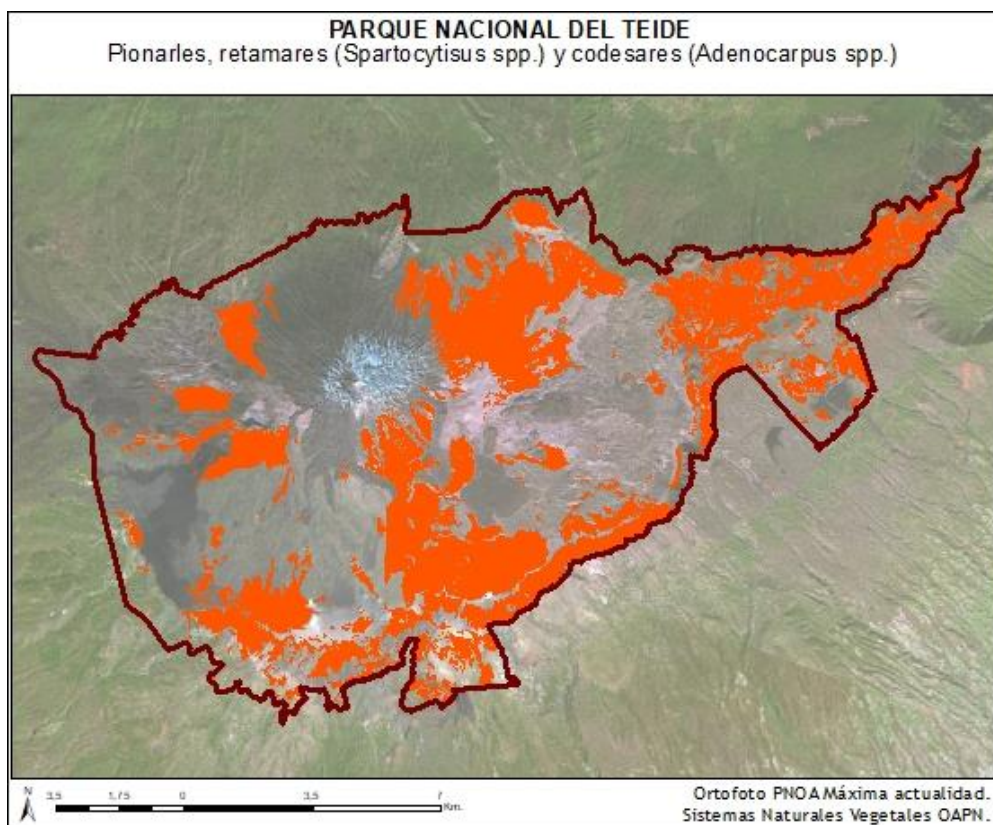 PARQUE NACIONAL DEL TEIDE
Pionarles, retamares (Spartocytisus spp.) y codesares (Adenocarpus spp.)
N
3,5 1,75 0 3,5 7
Km.
Ortofoto PNOA Máxima actualidad.
Sistemas Naturales Vegetales OAPN.